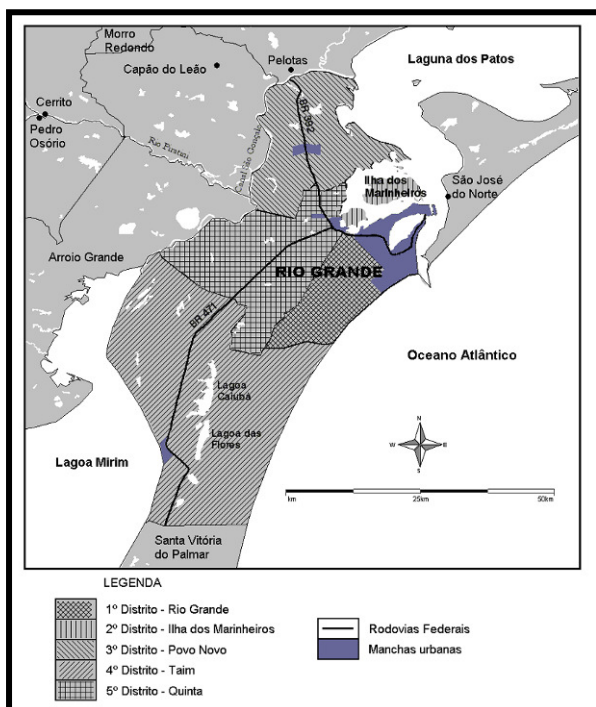 Morro
Redondo
Pelotas
Capão do Leão
Laguna dos Patos
Cerrito
Pedro
Osório
Rio Piratini
Canal São Gonçalo
BR 392
Ilha dos
Marinheiros
São José
do Norte
Arroio Grande
RIO GRANDE
BR 471
Oceano Atlântico
Lagoa
Caiubá
Lagoa das
Flores
Lagoa Mirim
N
W
E
S
km
25km
50km
Santa Vitória
do Palmar
LEGENDA
1º Distrito - Rio Grande
2º Distrito - Ilha dos Marinheiros
3º Distrito - Povo Novo
4º Distrito - Taim
5º Distrito - Quinta
Rodovias Federais
Manchas urbanas